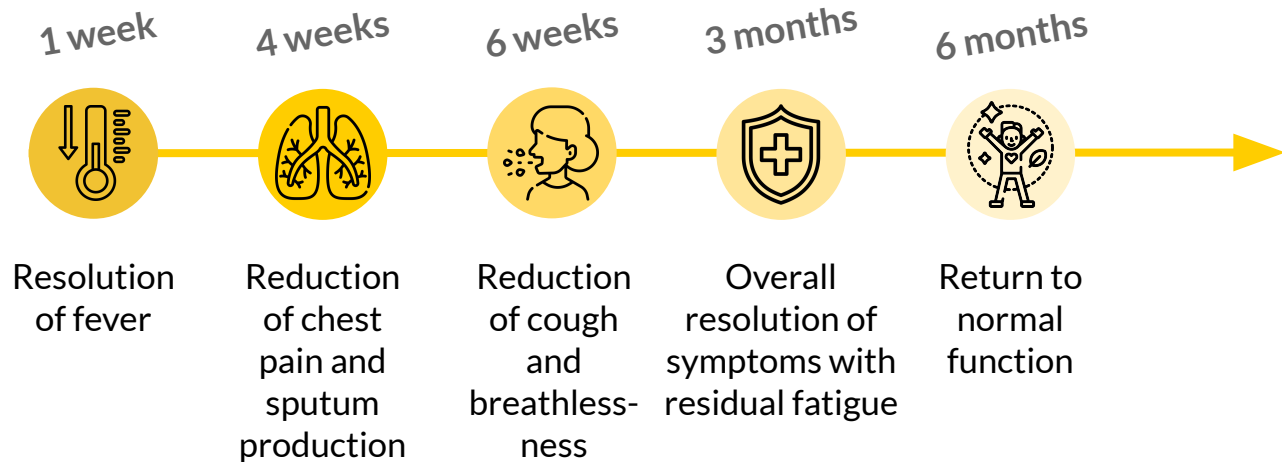 1 week
4 weeks
6 weeks
3 months
6 months
Resolution
of fever
Reduction
of chest
pain and
sputum
production
Reduction
of cough
and
breathless-
ness
Overall
resolution of
symptoms with
residual fatigue
Return to
normal
function